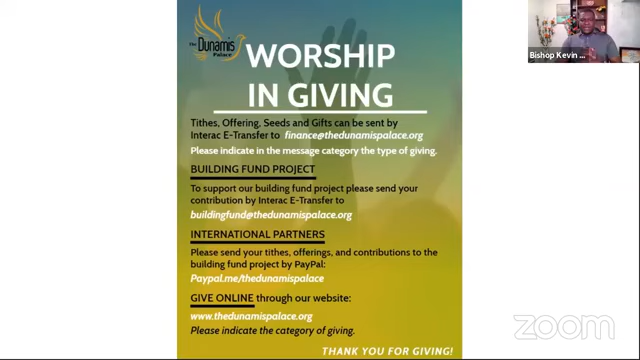 The Dunamis Palace
WORSHIP
IN GIVING
Tithes, Offering, Seeds and Gifts can be sent by
Interac E-Transfer to finance@thedunamispalace.org
Please indicate in the message category the type of giving.
BUILDING FUND PROJECT
To support our building fund project please send your
contribution by Interac E-Transfer to
buildingfund@thedunamispalace.org
INTERNATIONAL PARTNERS
Please send your tithes, offerings, and contributions to the
building fund project by PayPal:
Paypal.me/thedunamispalace
GIVE ONLINE through our website:
www.thedunamispalace.org
Please indicate the category of giving.
THANK YOU FOR GIVING!
Bishop Kevin ...
zoom